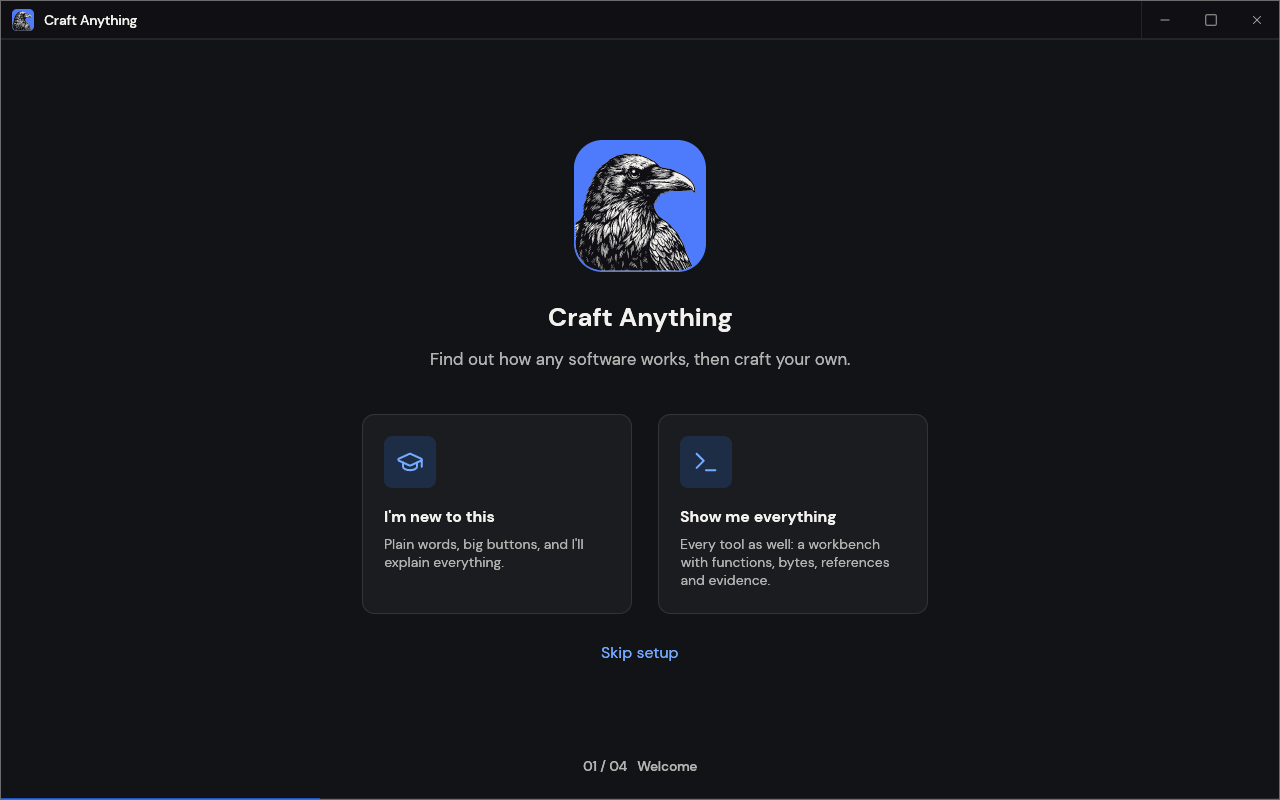 Craft Anything
Craft Anything
Find out how any software works, then craft your own.
I'm new to this
Plain words, big buttons, and I'll
explain everything.
Show me everything
Every tool as well: a workbench
with functions, bytes, references
and evidence.
Skip setup
01 / 04 Welcome